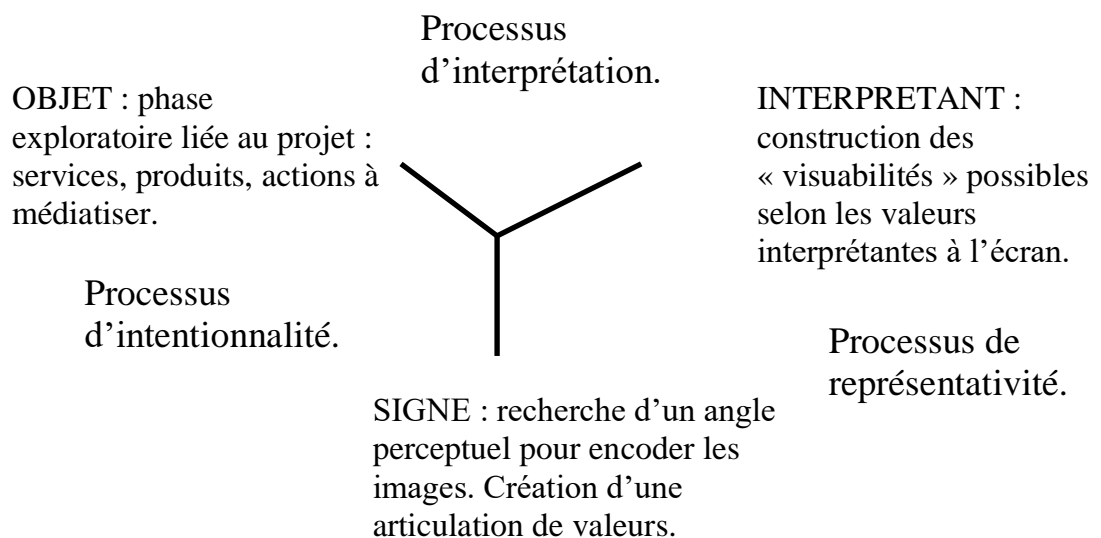 Processus
d’interprétation.
OBJET : phase
exploratoire liée au projet :
services, produits, actions à
médiatiser.
INTERPRETANT :
construction des
« visuabilités » possibles
selon les valeurs
interprétantes à l’écran.
Processus
d’intentionnalité.
Processus de
représentativité.
SIGNE : recherche d’un angle
perceptuel pour encoder les
images. Création d’une
articulation de valeurs.